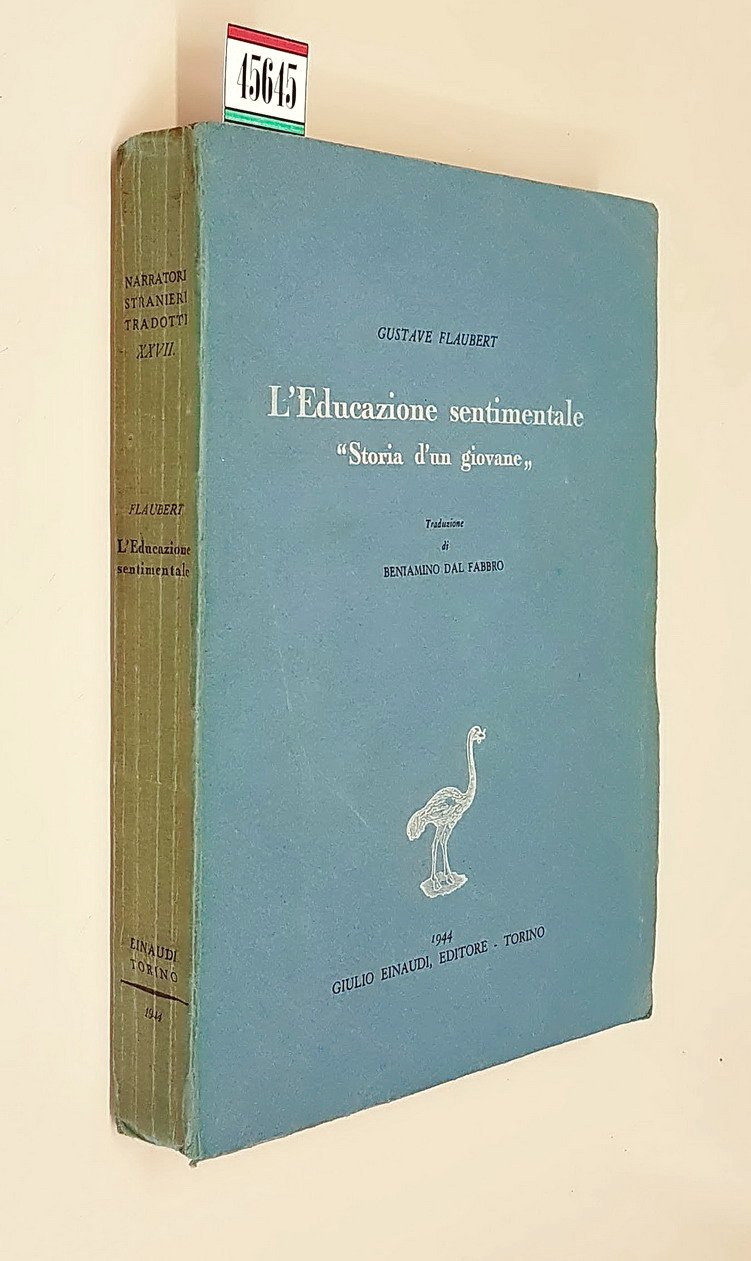 45645
NARRATORI
STRANIERI
TRADOTTI
XXVII.
FLAUBERT
L'Educazione
sentimentale
EINAUDI
TORINO
1944
GUSTAVE FLAUBERT
L'Educazione sentimentale
“Storia d'un giovane„
Traduzione
di
BENIAMINO DAL FABBRO
1944
GIULIO EINAUDI, EDITORE - TORINO